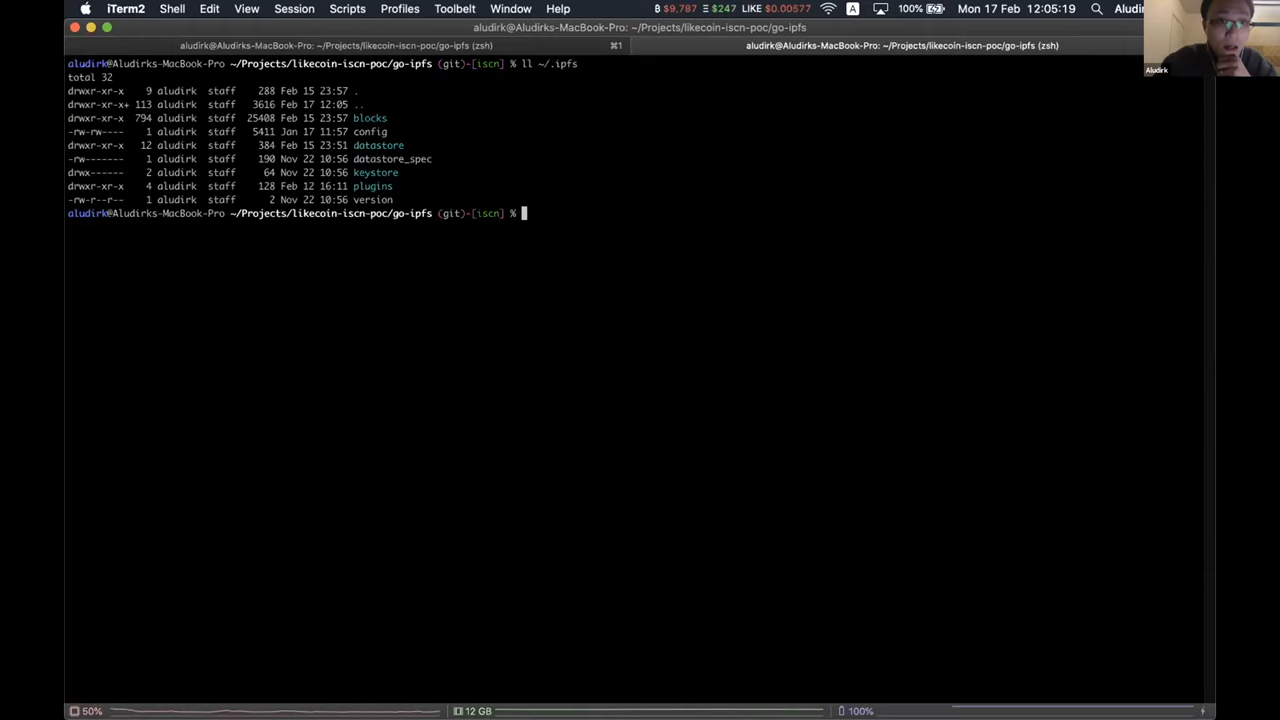 iTerm2 Shell Edit View Session Scripts Profiles Toolbelt Window Help ₿ $9,787 Ξ $247 LIKE $0.00577 A 100% Mon 17 Feb 12:05:19 Aludir
aludirk@Aludirks-MacBook-Pro: ~/Projects/likecoin-iscn-poc/go-ipfs
aludirk@Aludirks-MacBook-Pro: ~/Projects/likecoin-iscn-poc/go-ipfs (zsh) ⌘1 aludirk@Aludirks-MacBook-Pro: ~/Projects/likecoin-iscn-poc/go-ipfs (zsh)
Aludirk
aludirk@Aludirks-MacBook-Pro ~/Projects/likecoin-iscn-poc/go-ipfs (git)-[iscn] % ll ~/.ipfs
total 32
drwxr-xr-x 9 aludirk staff 288 Feb 15 23:57 .
drwxr-xr-x+ 113 aludirk staff 3616 Feb 17 12:05 ..
drwxr-xr-x 794 aludirk staff 25408 Feb 15 23:57 blocks
-rw-rw---- 1 aludirk staff 5411 Jan 17 11:57 config
drwxr-xr-x 12 aludirk staff 384 Feb 15 23:51 datastore
-rw------- 1 aludirk staff 190 Nov 22 10:56 datastore_spec
drwx------ 2 aludirk staff 64 Nov 22 10:56 keystore
drwxr-xr-x 4 aludirk staff 128 Feb 12 16:11 plugins
-rw-r--r-- 1 aludirk staff 2 Nov 22 10:56 version
aludirk@Aludirks-MacBook-Pro ~/Projects/likecoin-iscn-poc/go-ipfs (git)-[iscn] %
50% 12 GB 100%